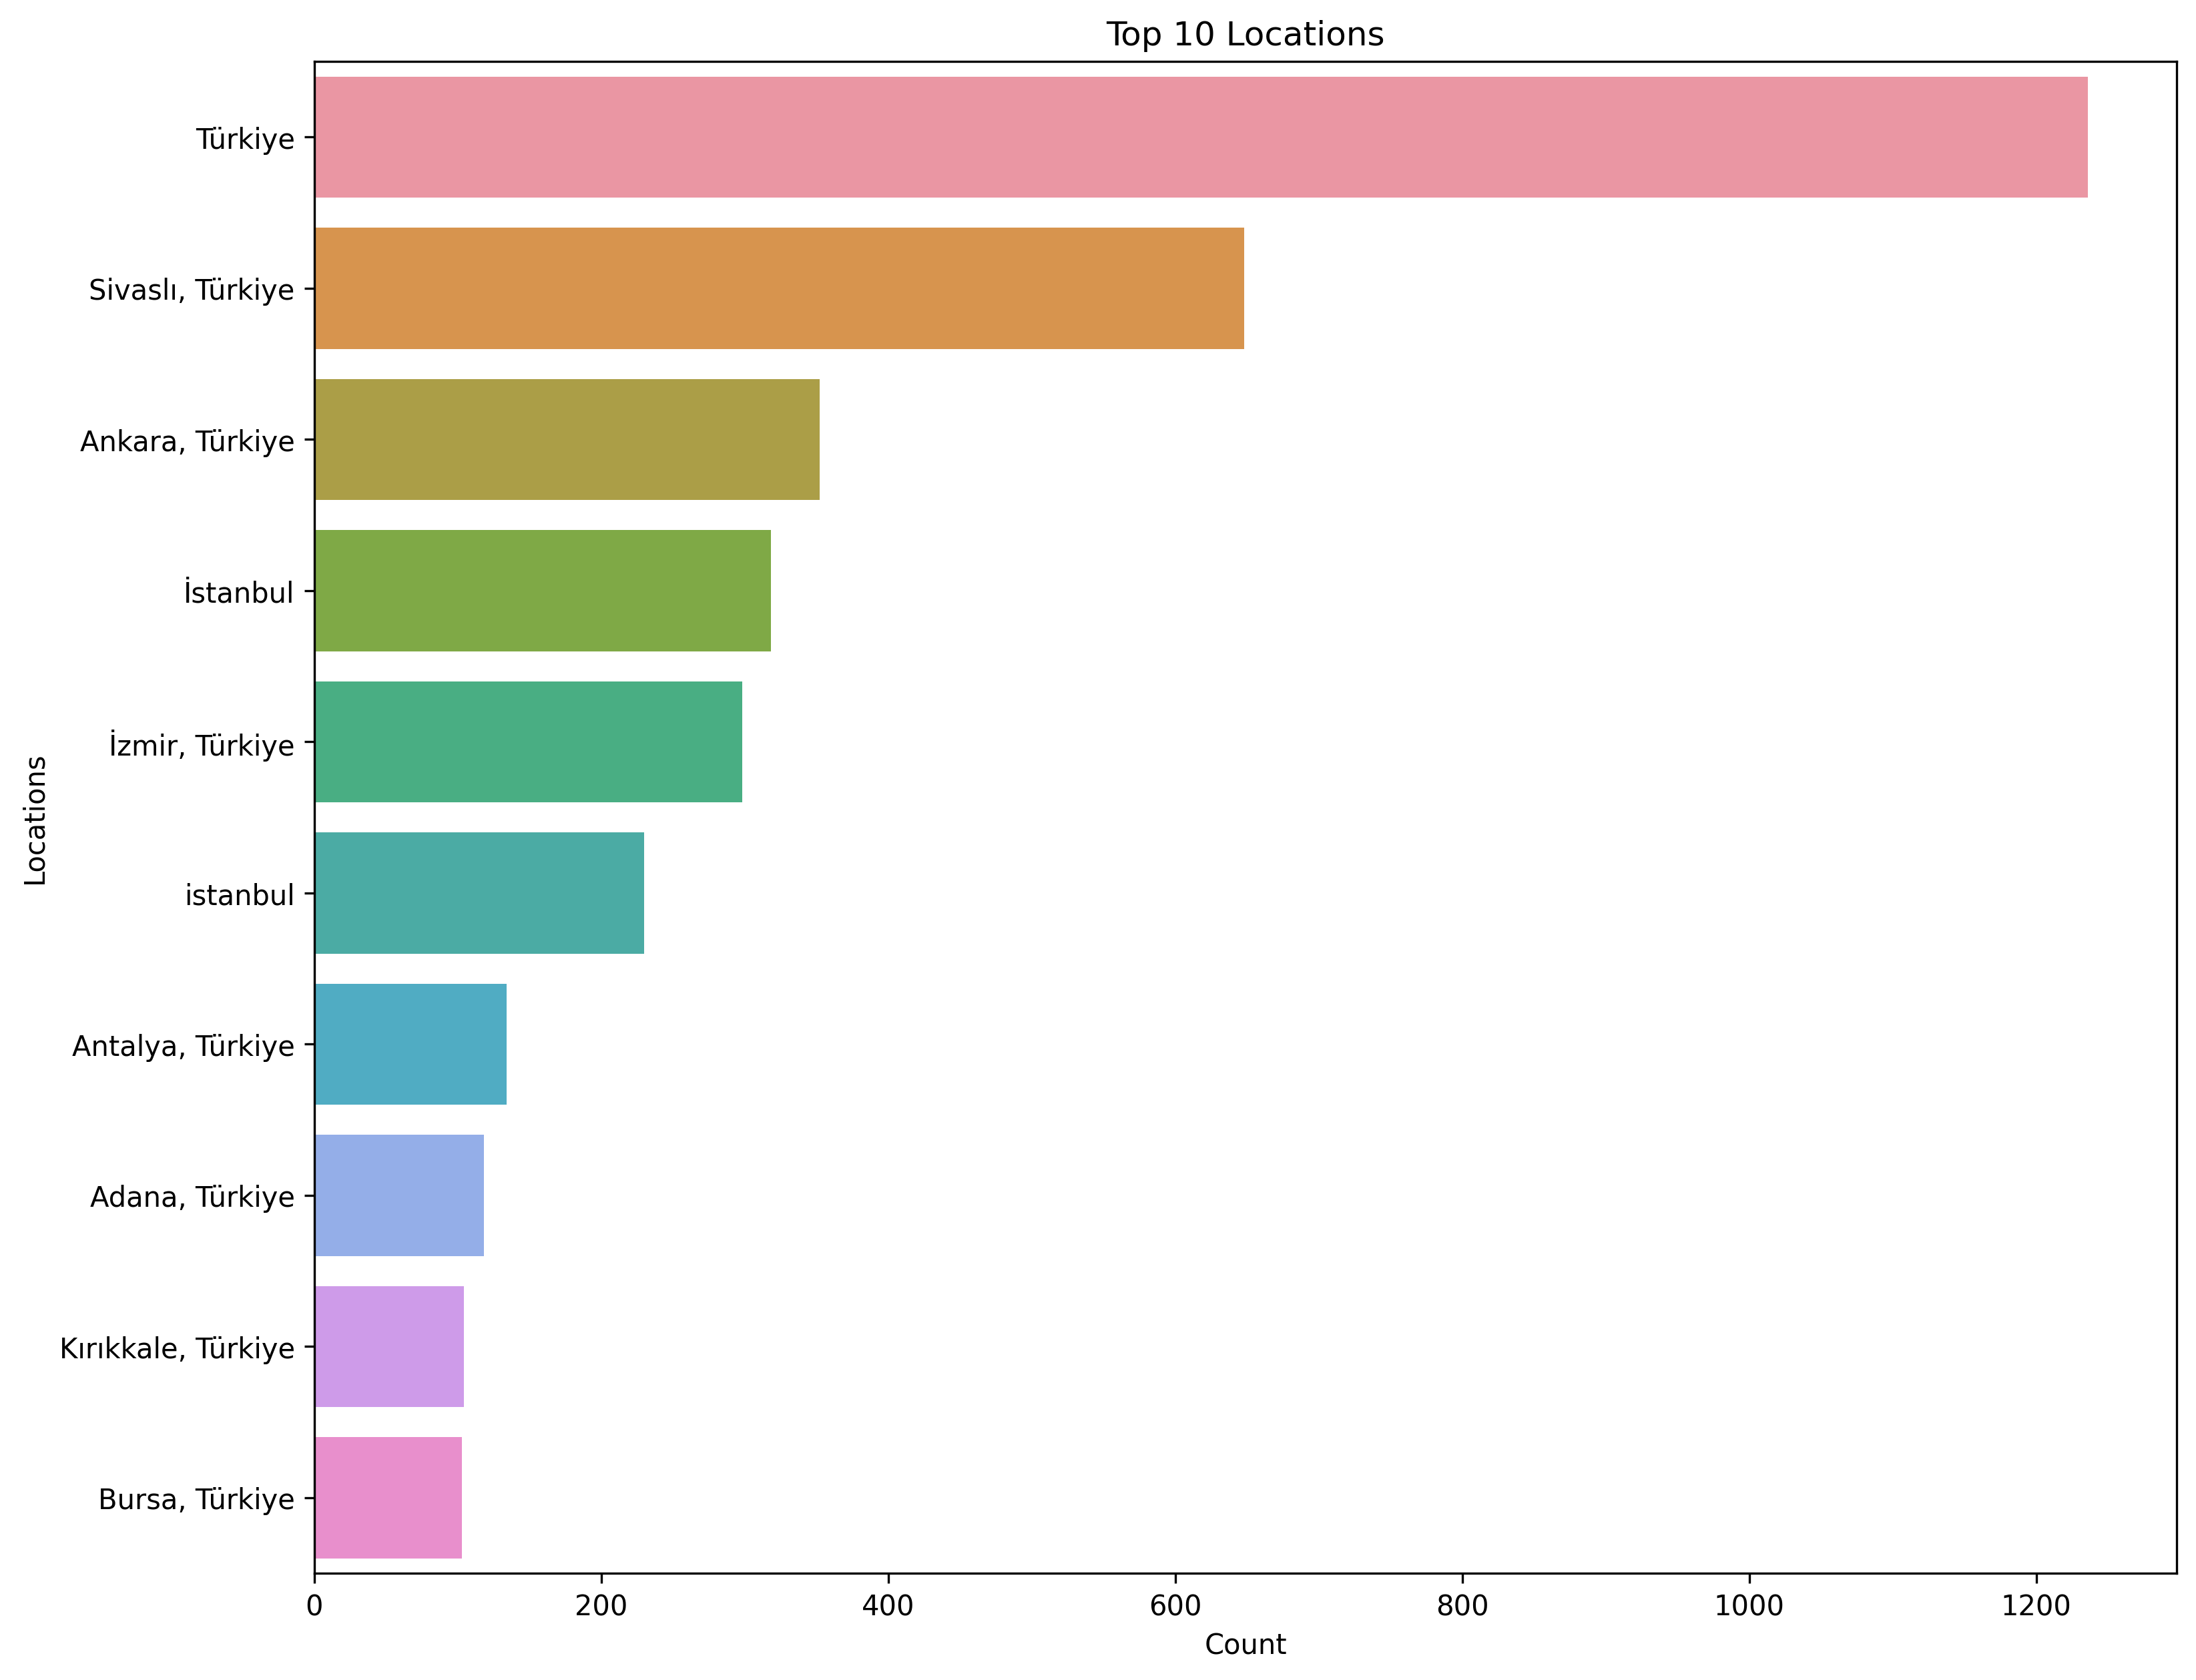 Top 10 Locations
Türkiye
Sivaslı, Türkiye
Ankara, Türkiye
İstanbul
İzmir, Türkiye
istanbul
Antalya, Türkiye
Adana, Türkiye
Kırıkkale, Türkiye
Bursa, Türkiye
Locations
0 200 400 600 800 1000 1200
Count